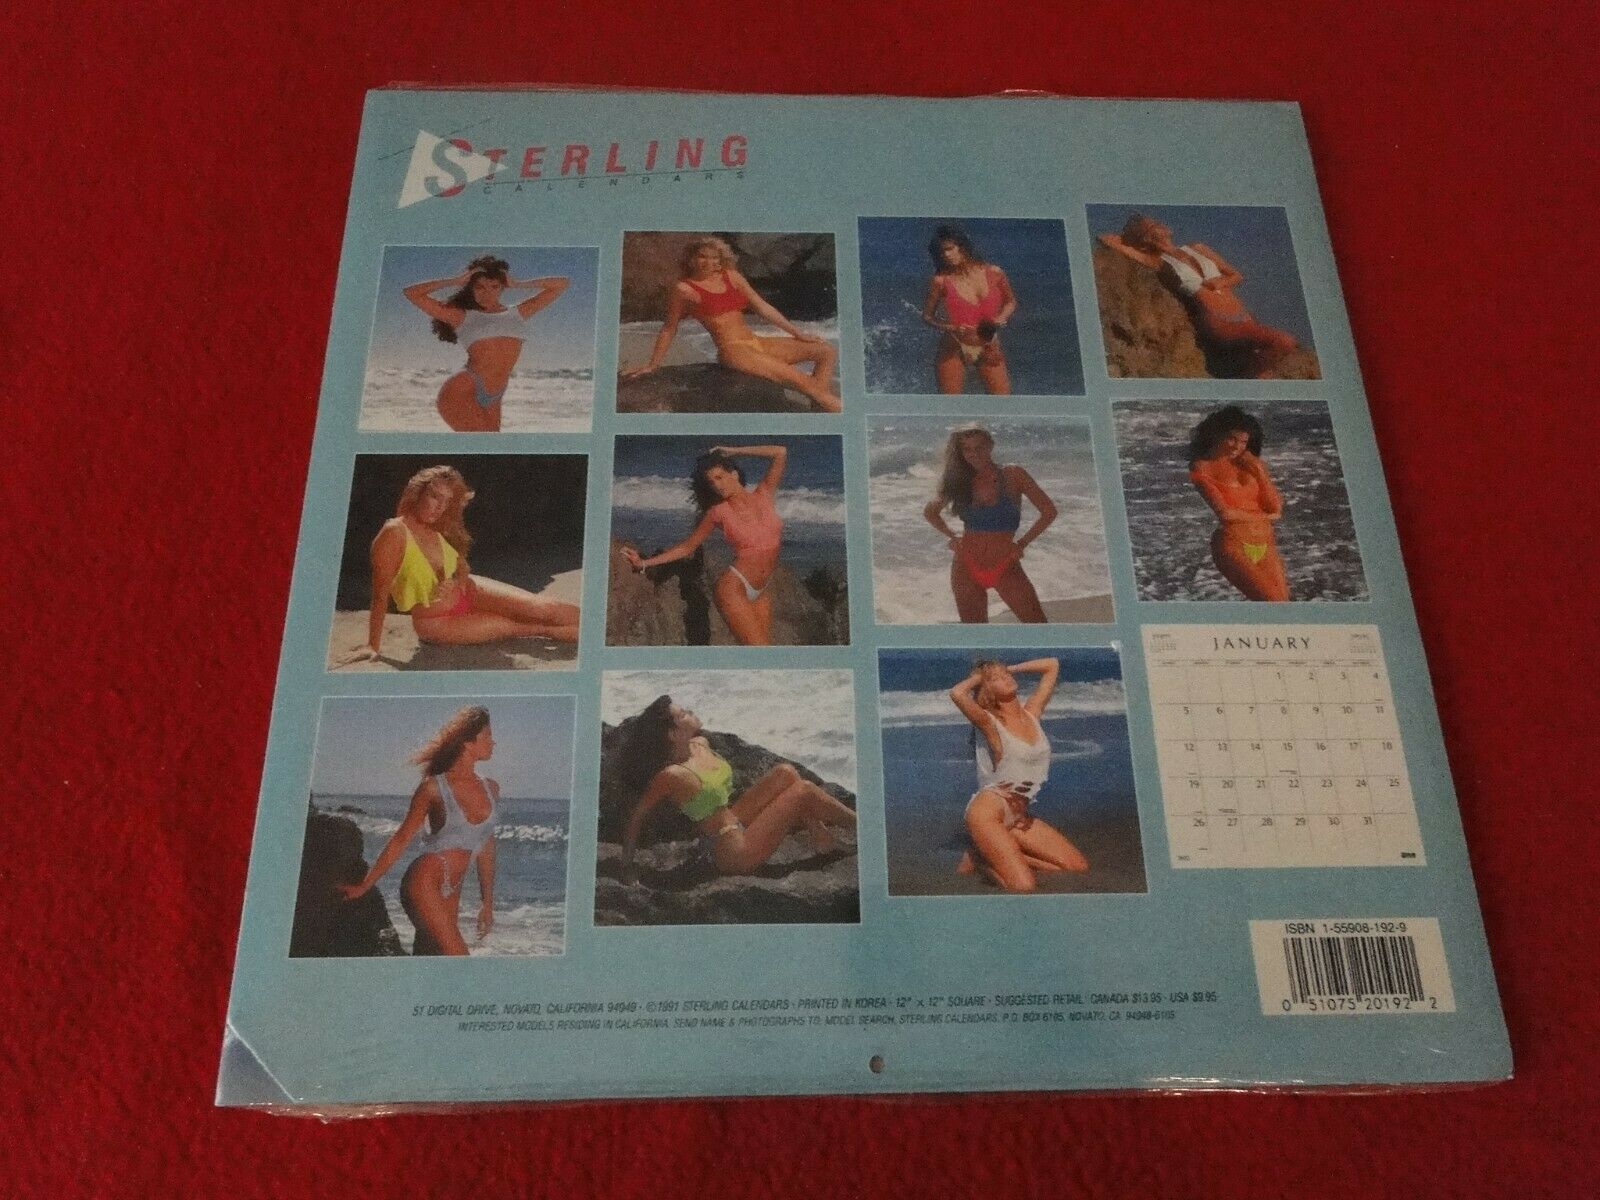 STERLING
CALENDARS
JANUARY
1 2 3 4
5 6 7 8 9 10 11
12 13 14 15 16 17 18
19 20 21 22 23 24 25
26 27 28 29 30 31
ISBN 1-55908-192-9
0 51075 20192 2
51 DIGITAL DRIVE, NOVATO, CALIFORNIA 94949 · ©1991 STERLING CALENDARS · PRINTED IN KOREA · 12" x 12" SQUARE · SUGGESTED RETAIL: CANADA $13.95 · USA $9.95
INTERESTED MODELS RESIDING IN CALIFORNIA, SEND NAME & PHOTOGRAPHS TO: MODEL SEARCH, STERLING CALENDARS, P.O. BOX 6105, NOVATO, CA 94948-6105